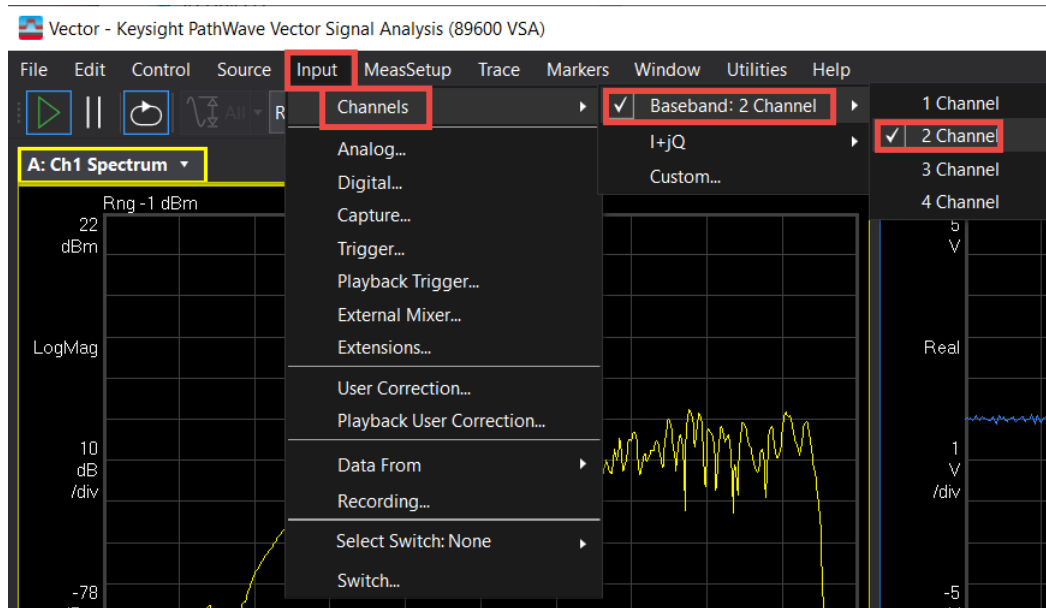 Vector - Keysight PathWave Vector Signal Analysis (89600 VSA)
File Edit Control Source Input MeasSetup Trace Markers Window Utilities Help
All R
Channels
Analog...
Digital...
Capture...
Trigger...
Playback Trigger...
External Mixer...
Extensions...
User Correction...
Playback User Correction...
Data From
Recording...
Select Switch: None
Switch...
Baseband: 2 Channel
I+jQ
Custom...
1 Channel
2 Channel
3 Channel
4 Channel
A: Ch1 Spectrum
Rng -1 dBm
22
dBm
LogMag
10
dB
/div
-78
5
V
Real
1
V
/div
-5